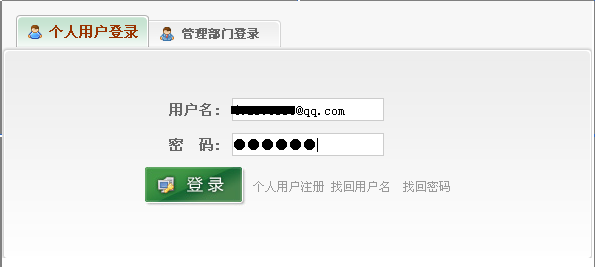 个人用户登录 管理部门登录
用户名： @qq.com
密 码： ●●●●●●
登录 个人用户注册 找回用户名 找回密码